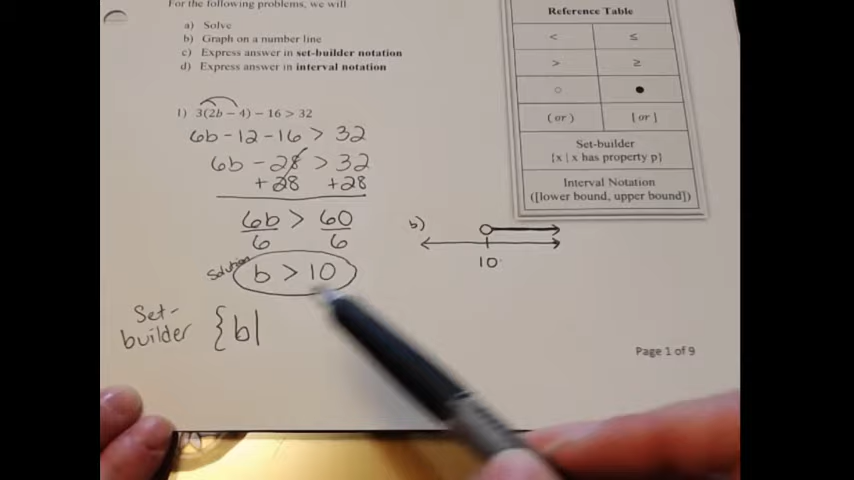 For the following problems, we will
a) Solve
b) Graph on a number line
c) Express answer in set-builder notation
d) Express answer in interval notation
1) 3(2b – 4) – 16 > 32
6b - 12 - 16 > 32
6b - 28 > 32
+28 +28
6b > 60
6 6
Solution b > 10
Set-
builder { b|
b)
10
Reference Table
< ≤
> ≥
○ ●
( or ) [ or ]
Set-builder
{x | x has property p}
Interval Notation
([lower bound, upper bound])
Page 1 of 9